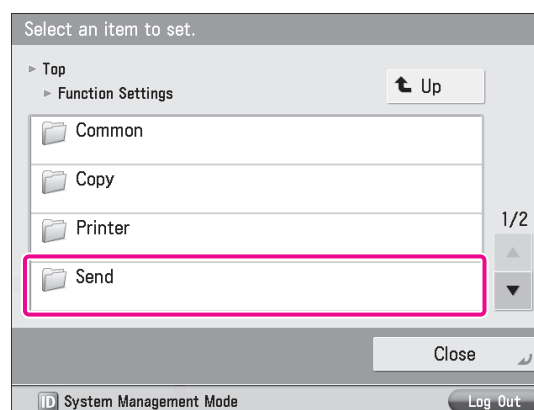 Select an item to set.
Top
Function Settings
Up
Common
Copy
Printer
Send
1/2
Close
ID System Management Mode
Log Out